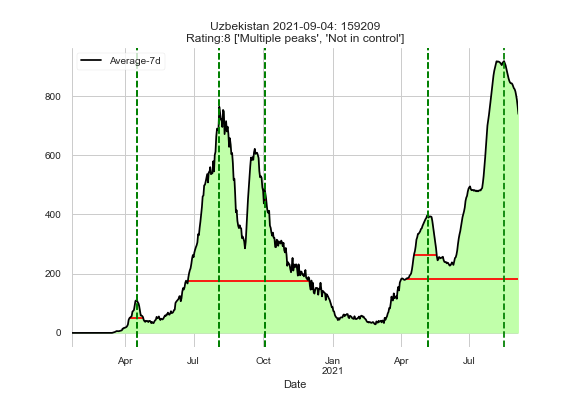 Uzbekistan 2021-09-04: 159209
Rating:8 ['Multiple peaks', 'Not in control']
Average-7d
800
600
400
200
0
Apr Jul Oct Jan Apr Jul
2021
Date